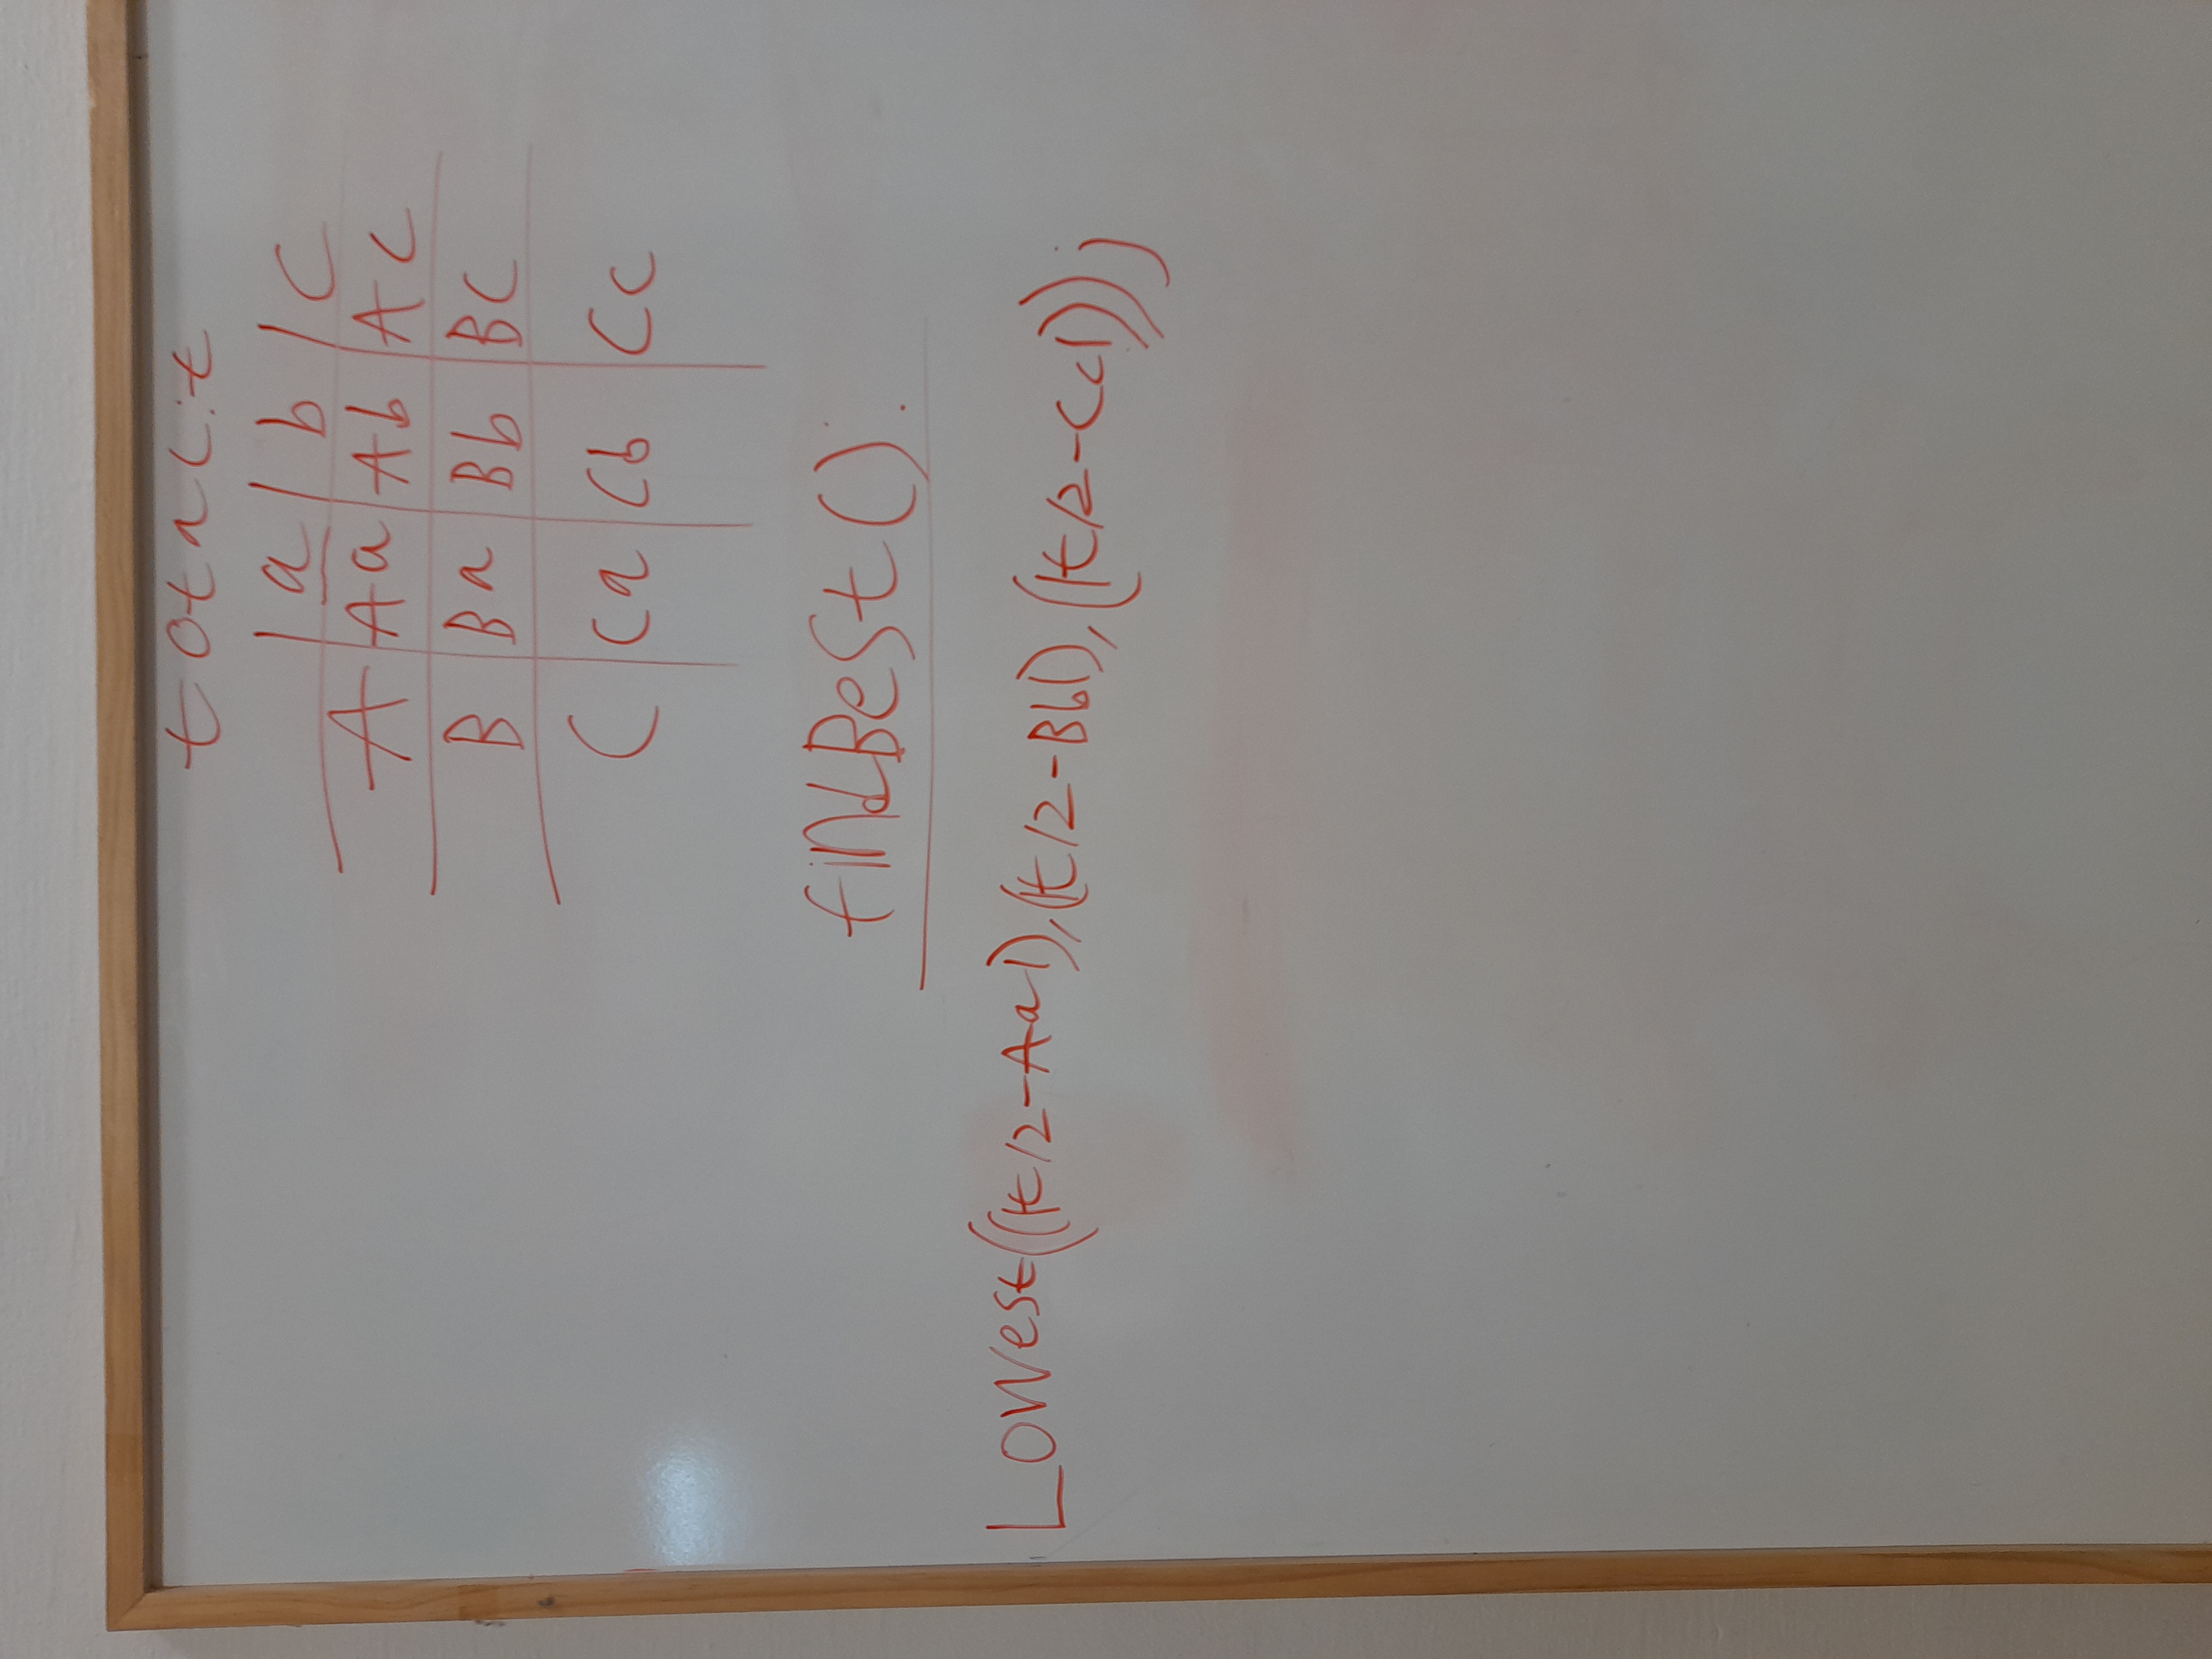 total:t
| a | b | C
A | Aa | Ab | Ac
B | Ba | Bb | BC
C | Ca | Cb | Cc
findBest():
Lowest((|t/2-Aa|),(|t/2-Bb|),(|t/2-Cc|));